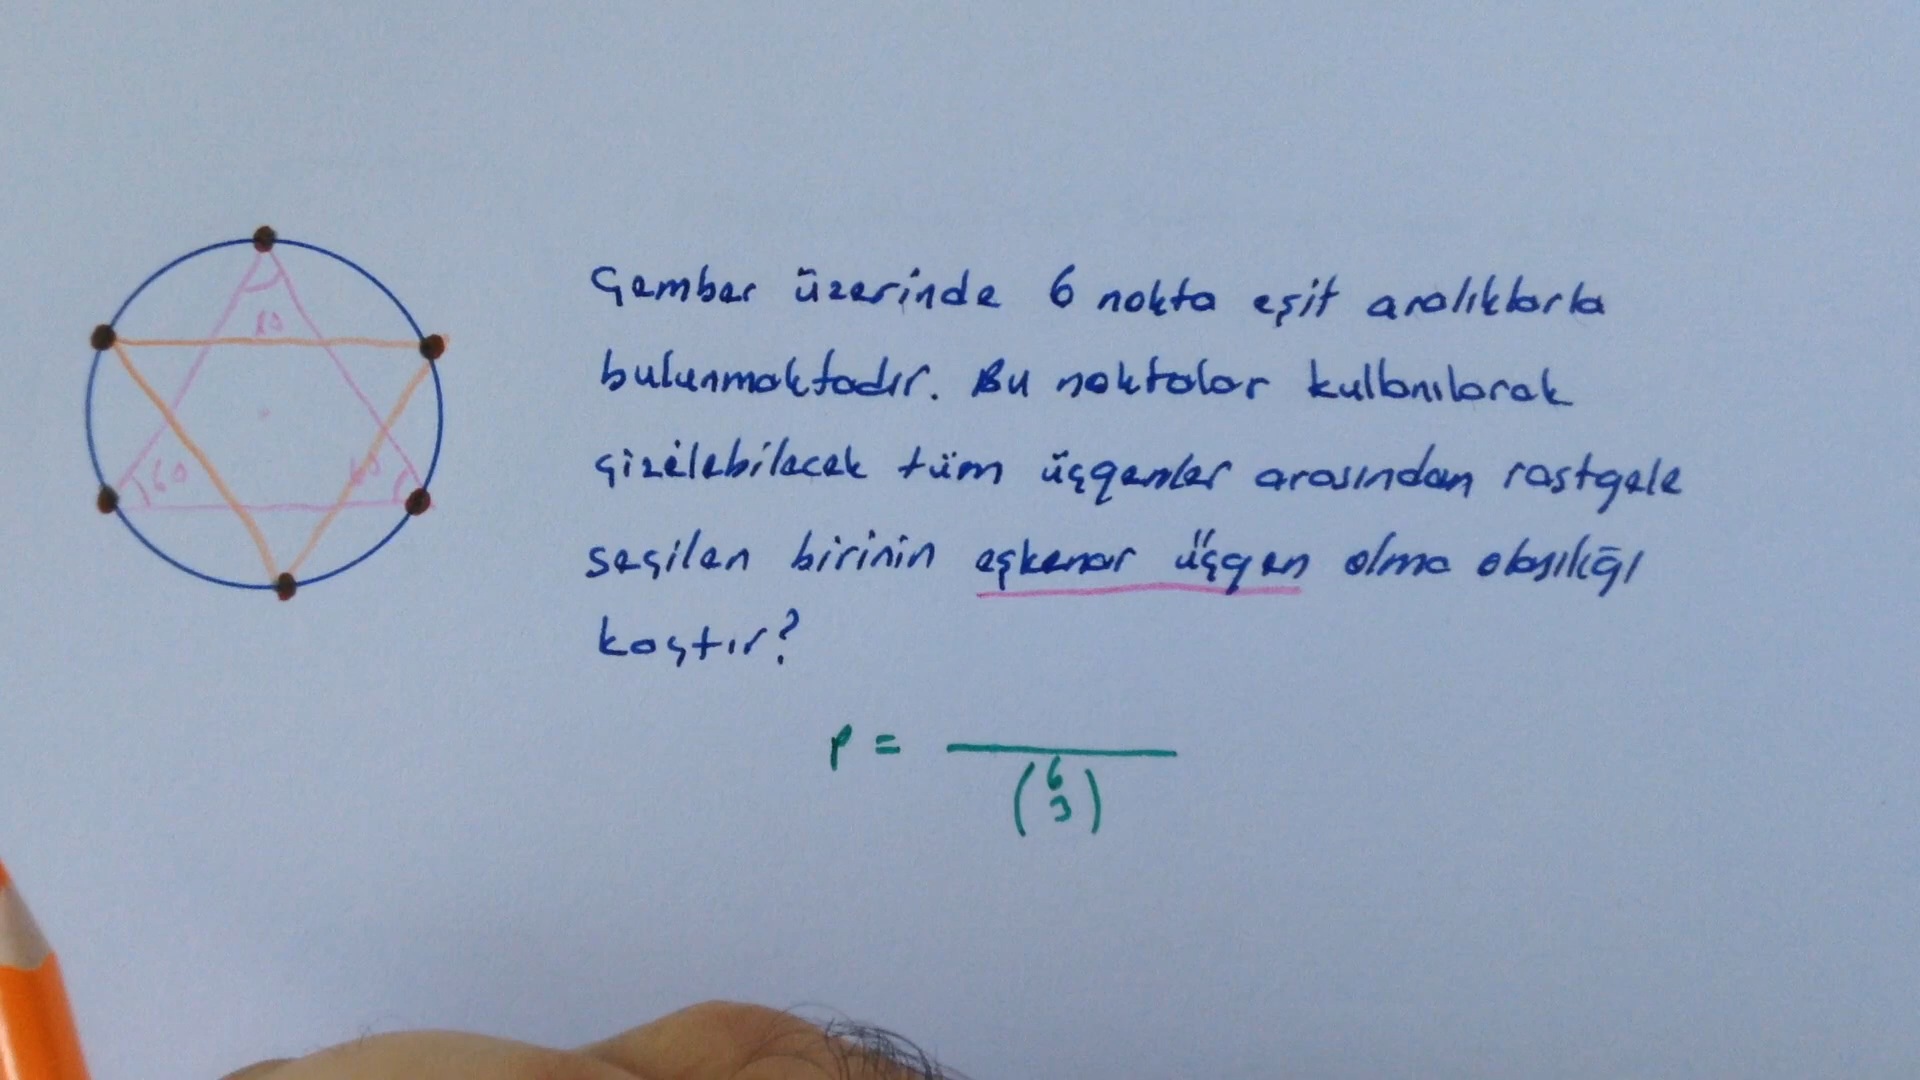 60
60
60
Çember üzerinde 6 nokta eşit aralıklarla
bulunmaktadır. Bu noktalar kullanılarak
çizilebilecek tüm üçgenler arasından rastgele
seçilen birinin eşkenar üçgen olma olasılığı
kaçtır?
P =
(6
3)